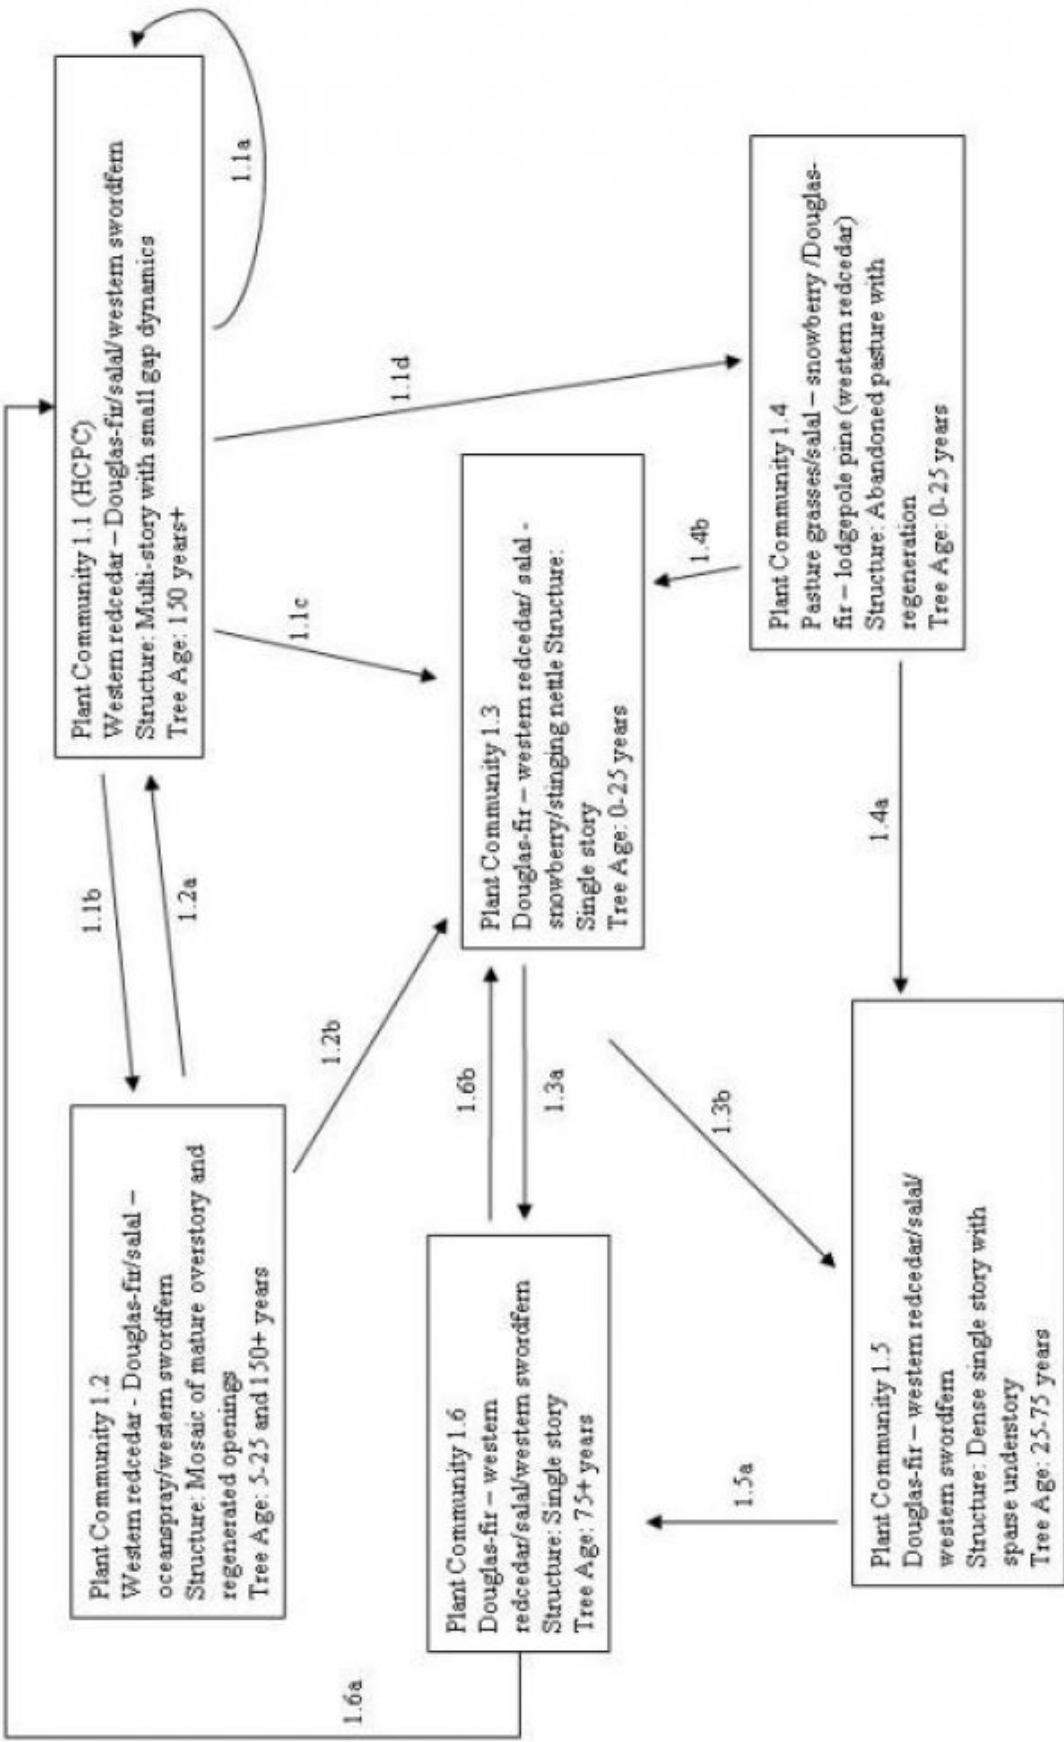 Plant Community 1.2
Western redcedar - Douglas-fir/salal –
oceanspray/western swordfern
Structure: Mosaic of mature overstory and
regenerated openings
Tree Age: 5-25 and 150+ years
1.1b
1.2a
Plant Community 1.1 (HCPC)
Western redcedar – Douglas-fir/salal/western swordfern
Structure: Multi-story with small gap dynamics
Tree Age: 150 years+
1.1a
1.6a
1.2b
1.1c
1.1d
Plant Community 1.6
Douglas-fir – western
redcedar/salal/western swordfern
Structure: Single story
Tree Age: 75+ years
1.6b
1.3a
Plant Community 1.3
Douglas-fir – western redcedar/ salal -
snowberry/stinging nettle Structure:
Single story
Tree Age: 0-25 years
1.5a
1.3b
1.4b
Plant Community 1.5
Douglas-fir – western redcedar/salal/
western swordfern
Structure: Dense single story with
sparse understory
Tree Age: 25-75 years
1.4a
Plant Community 1.4
Pasture grasses/salal – snowberry /Douglas-
fir – lodgepole pine (western redcedar)
Structure: Abandoned pasture with
regeneration
Tree Age: 0-25 years